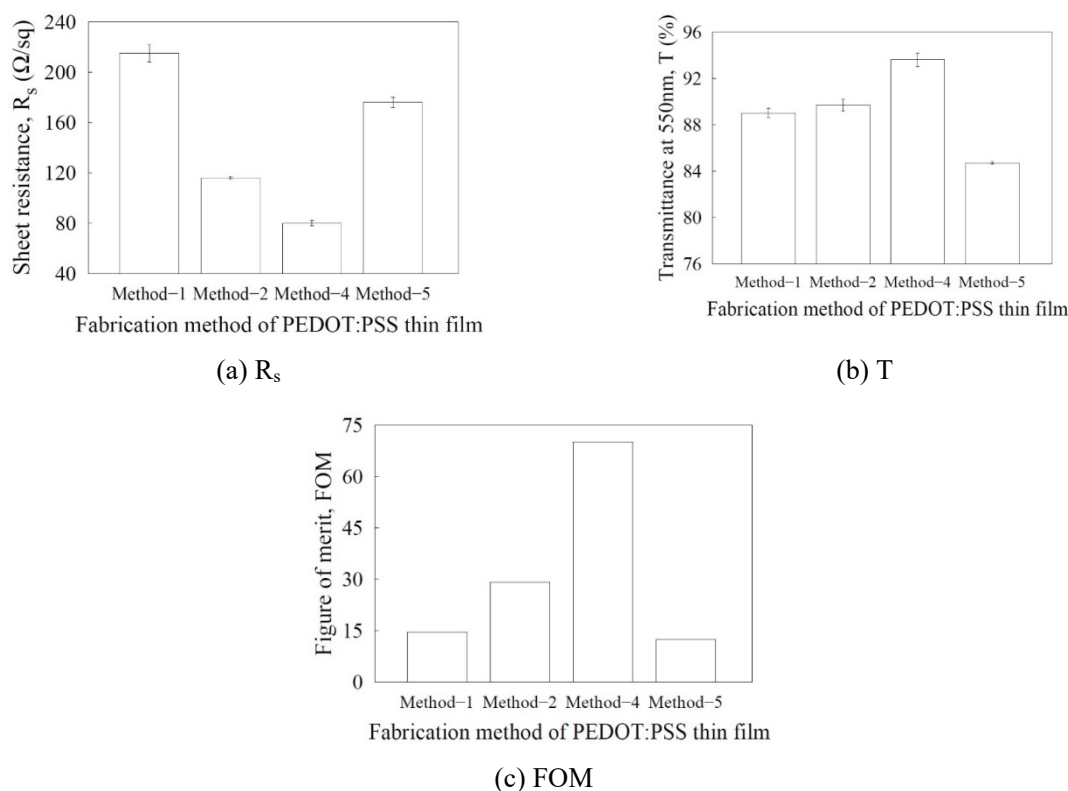 Sheet resistance, Rs (Ω/sq)
240
200
160
120
80
40
Method−1 Method−2 Method−4 Method−5
Fabrication method of PEDOT:PSS thin film
(a) Rs
Transmittance at 550nm, T (%)
96
92
88
84
80
76
Method−1 Method−2 Method−4 Method−5
Fabrication method of PEDOT:PSS thin film
(b) T
Figure of merit, FOM
75
60
45
30
15
0
Method−1 Method−2 Method−4 Method−5
Fabrication method of PEDOT:PSS thin film
(c) FOM